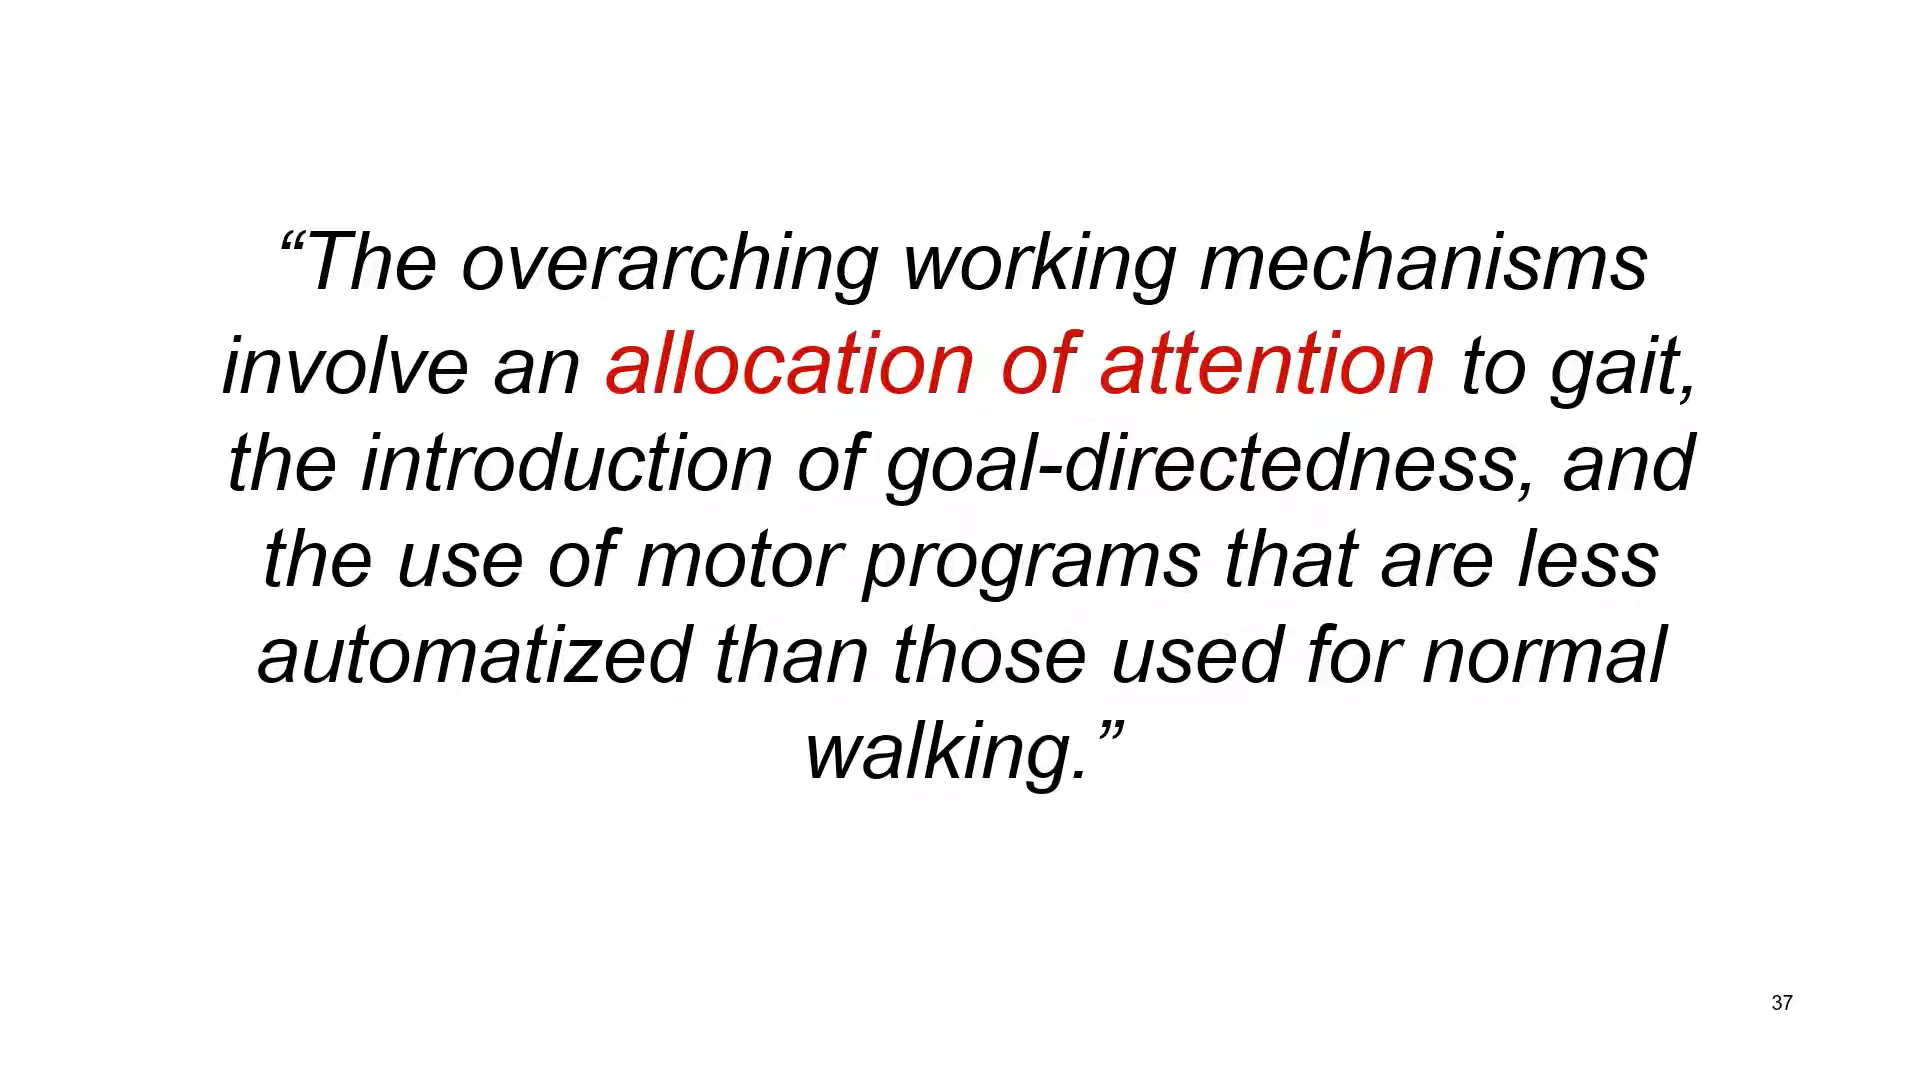 “The overarching working mechanisms
involve an allocation of attention to gait,
the introduction of goal-directedness, and
the use of motor programs that are less
automatized than those used for normal
walking.”
37